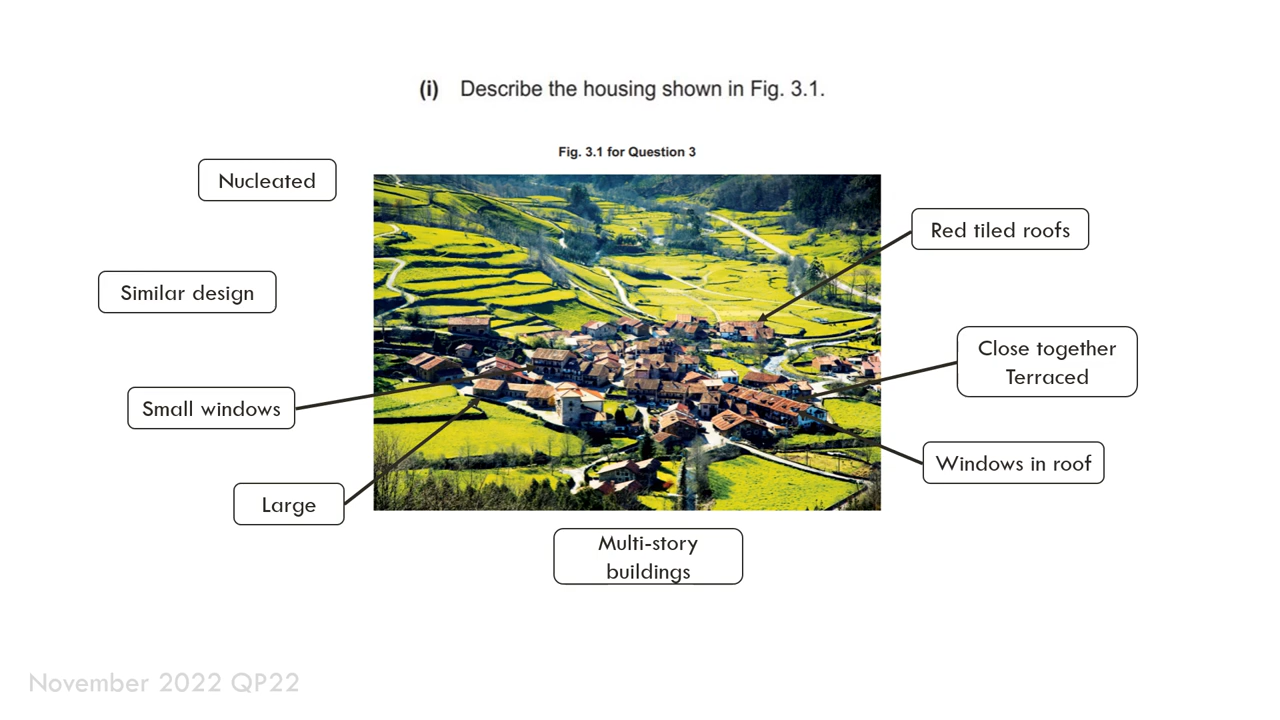 (i) Describe the housing shown in Fig. 3.1.
Fig. 3.1 for Question 3
Nucleated
Red tiled roofs
Similar design
Close together
Terraced
Small windows
Windows in roof
Large
Multi-story
buildings
November 2022 QP22